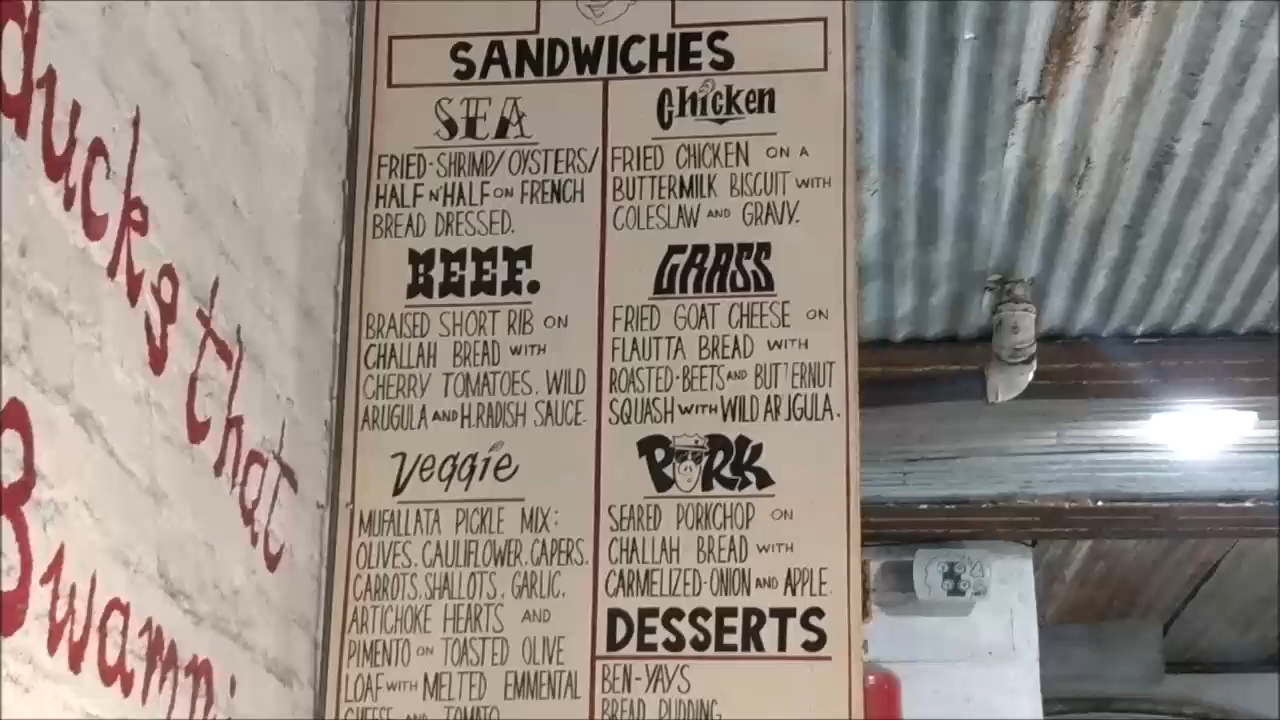 ducks that
Swamp
SANDWICHES
SEA
FRIED-SHRIMP/OYSTERS/
HALF N'HALF ON FRENCH
BREAD DRESSED.
BEEF.
BRAISED SHORT RIB ON
CHALLAH BREAD WITH
CHERRY TOMATOES. WILD
ARUGULA AND H.RADISH SAUCE.
Veggie
MUFALLATA PICKLE MIX:
OLIVES. CAULIFLOWER. CAPERS.
CARROTS. SHALLOTS. GARLIC.
ARTICHOKE HEARTS AND
PIMENTO ON TOASTED OLIVE
LOAF WITH MELTED EMMENTAL
CHEESE AND TOMATO
Chicken
FRIED CHICKEN ON A
BUTTERMILK BISCUIT WITH
COLESLAW AND GRAVY.
GRASS
FRIED GOAT CHEESE ON
FLAUTTA BREAD WITH
ROASTED-BEETS AND BUTTERNUT
SQUASH WITH WILD ARUGULA.
PORK
SEARED PORKCHOP ON
CHALLAH BREAD WITH
CARMELIZED-ONION AND APPLE.
DESSERTS
BEN-YAYS
BREAD PUDDING